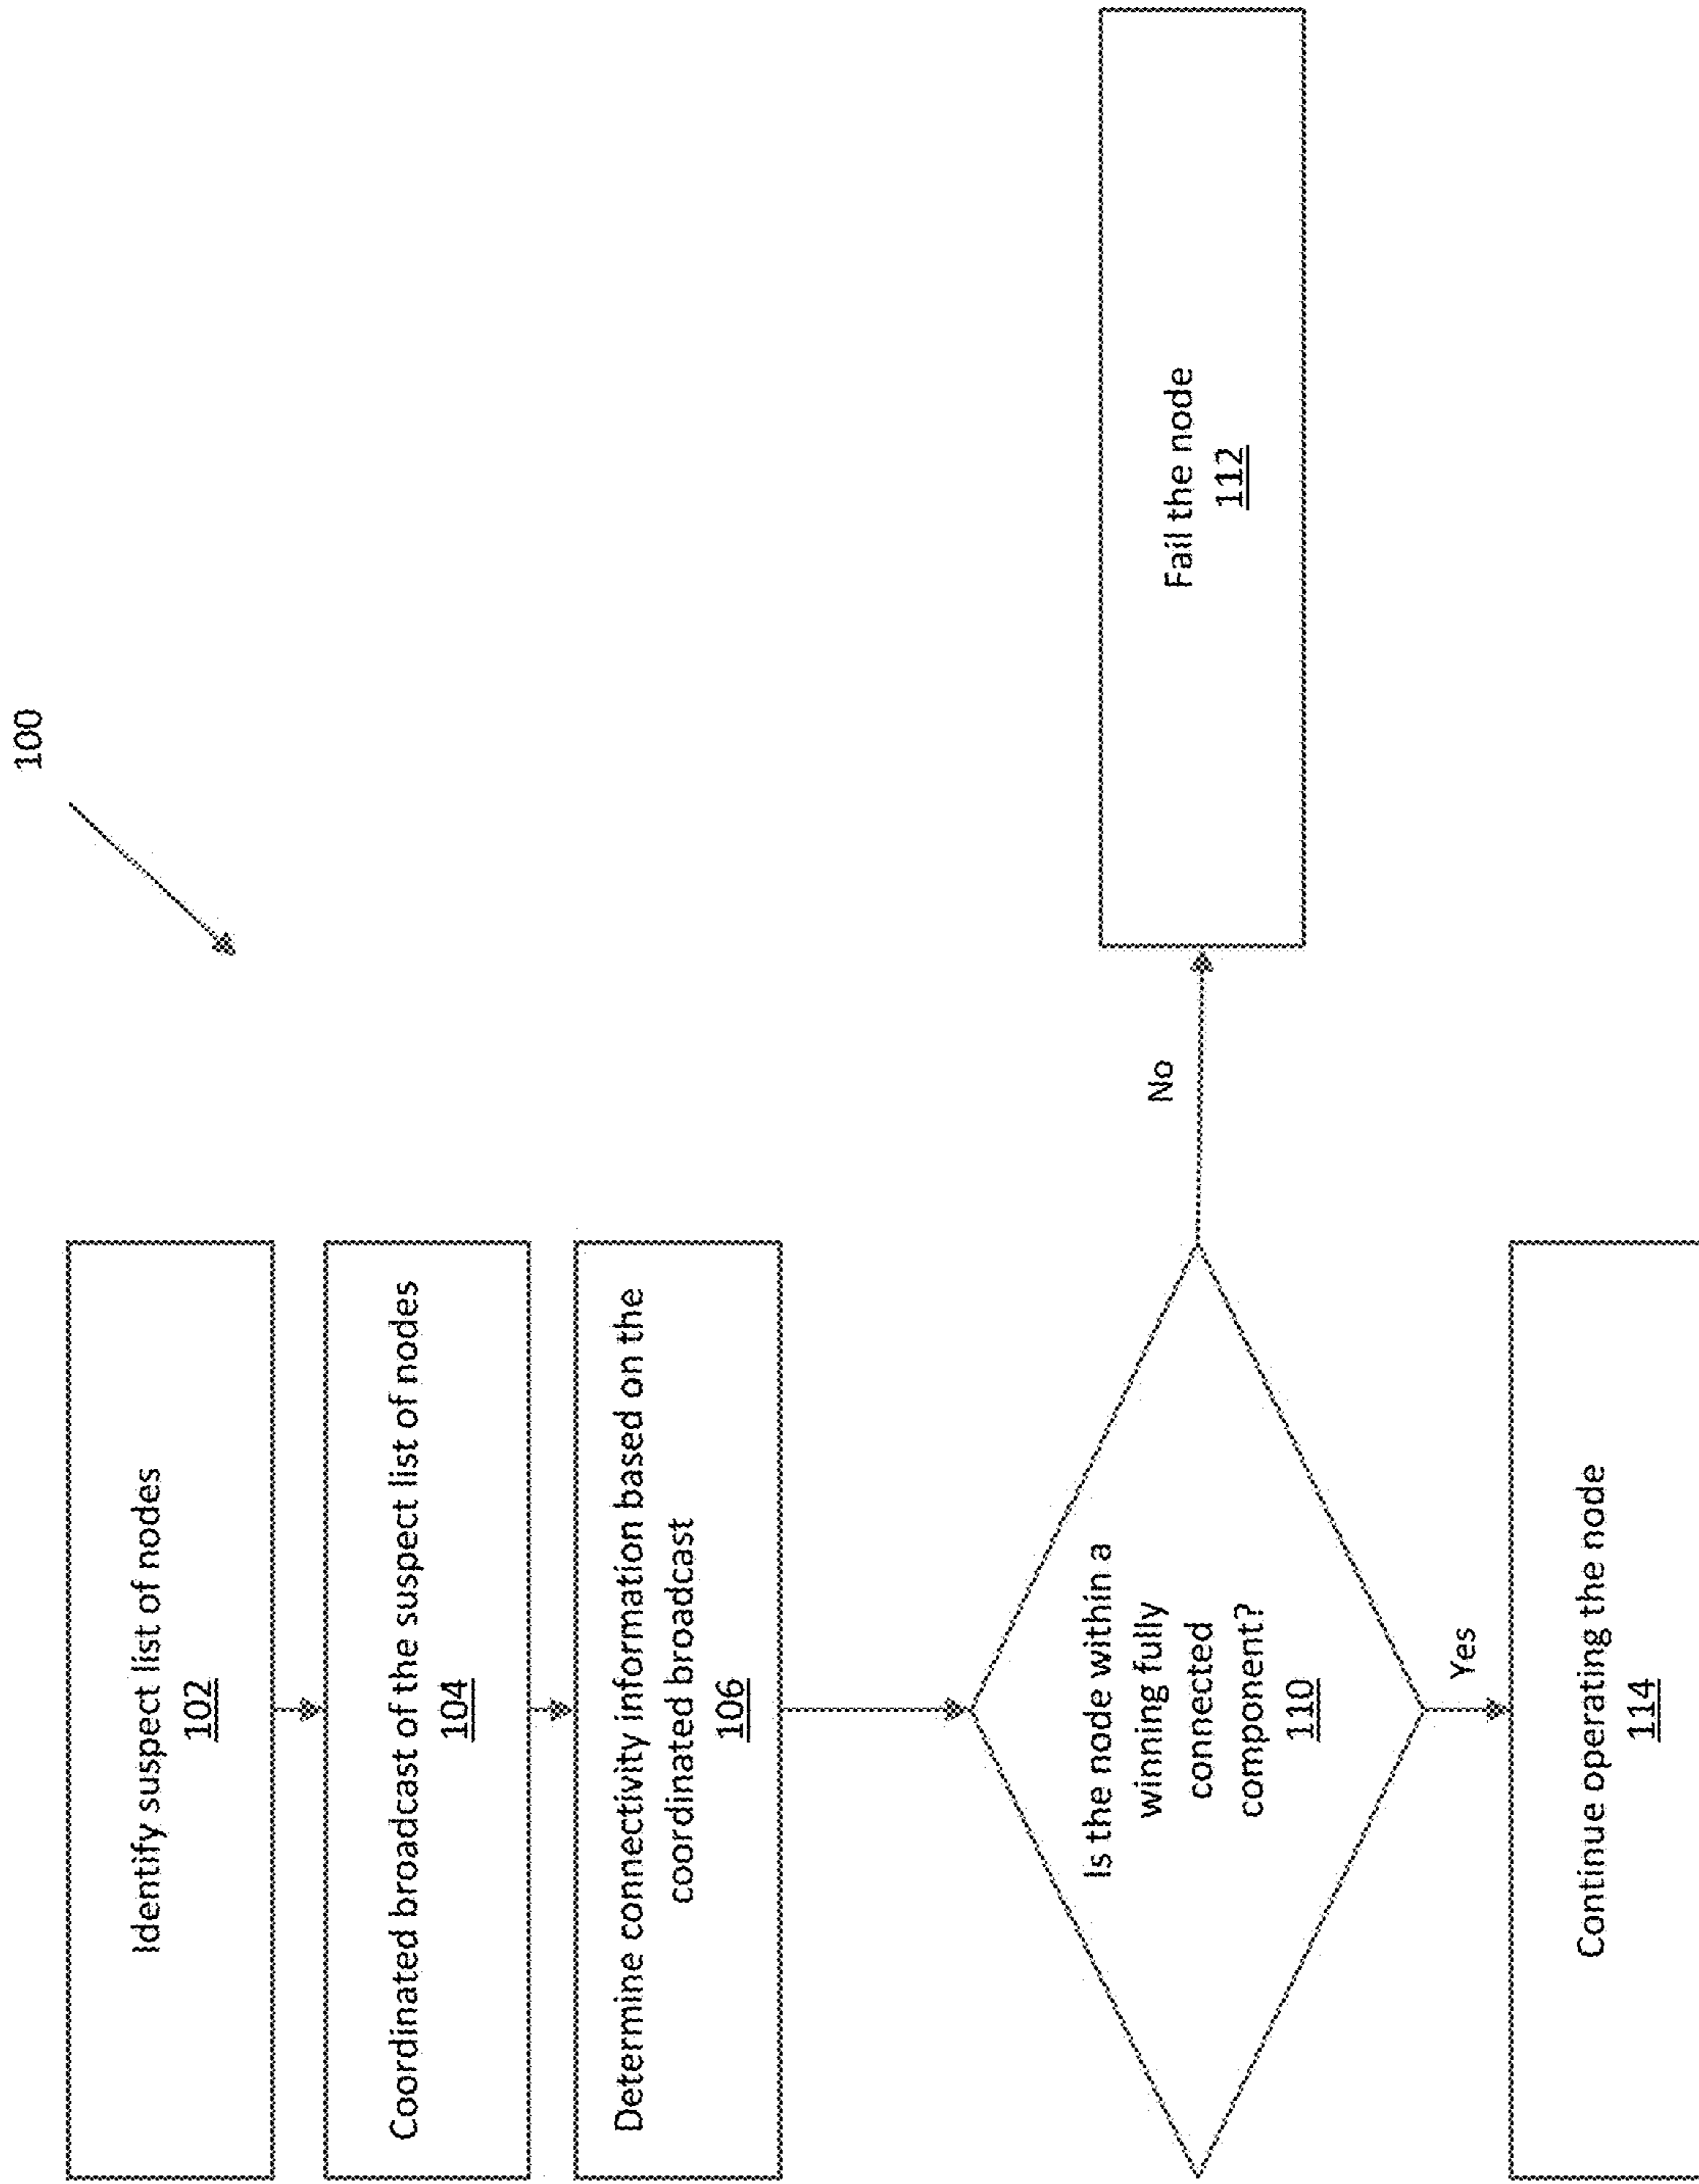 100
Identify suspect list of nodes
102
Coordinated broadcast of the suspect list of nodes
104
Determine connectivity information based on the
coordinated broadcast
106
Is the node within a
winning fully
connected
component?
110
No
Fail the node
112
Yes
Continue operating the node
114